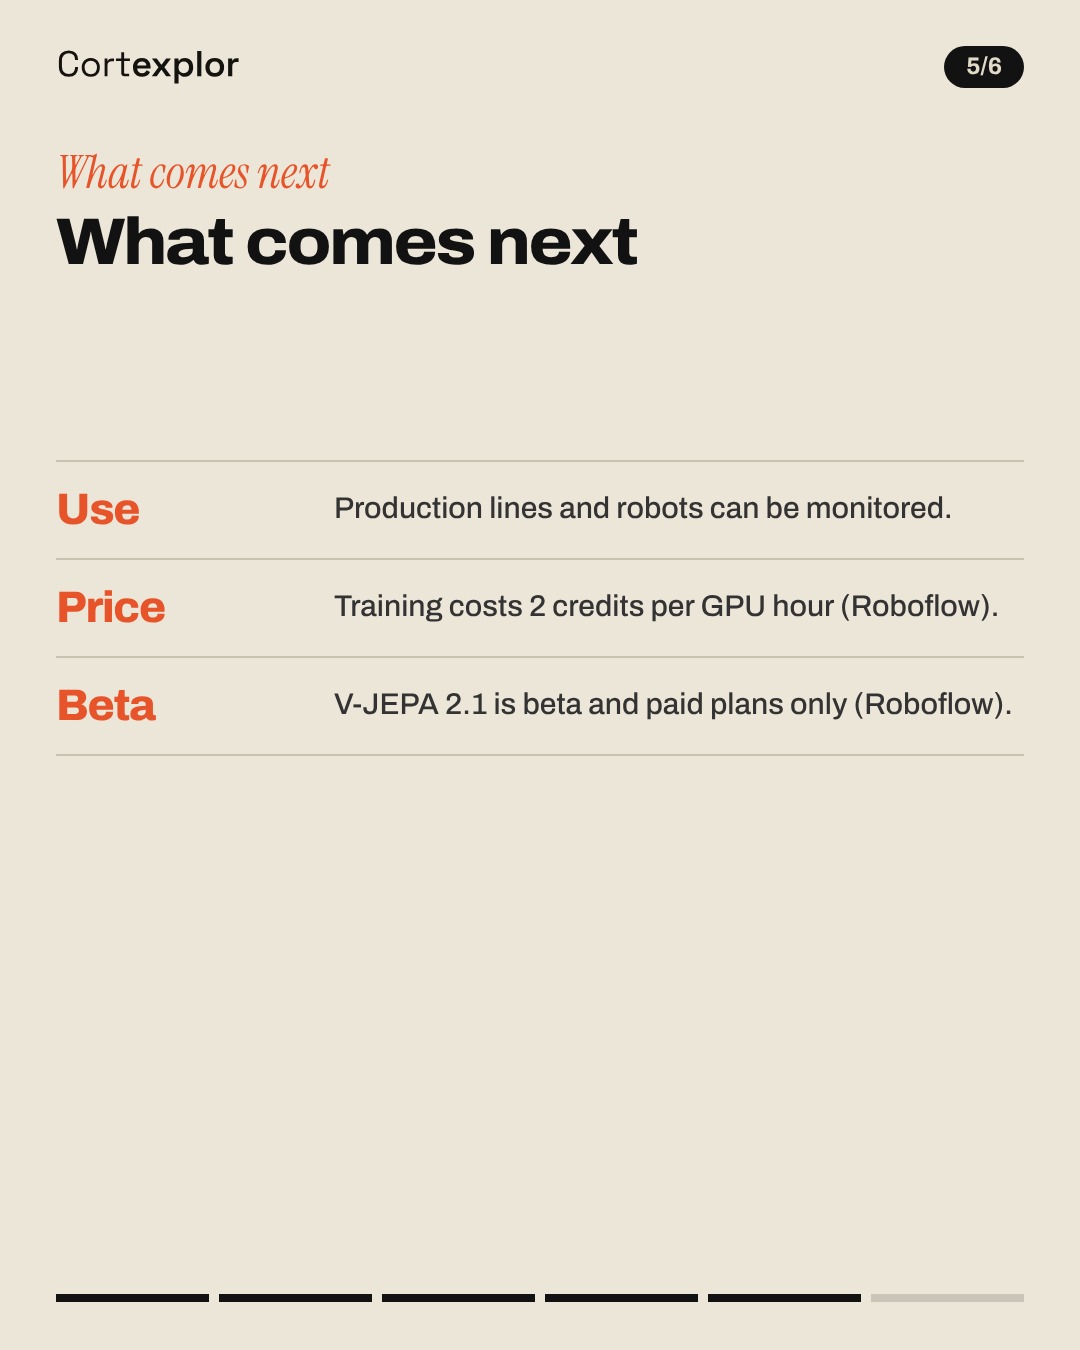 Cortexplor
5/6
What comes next
What comes next
Use
Production lines and robots can be monitored.
Price
Training costs 2 credits per GPU hour (Roboflow).
Beta
V-JEPA 2.1 is beta and paid plans only (Roboflow).